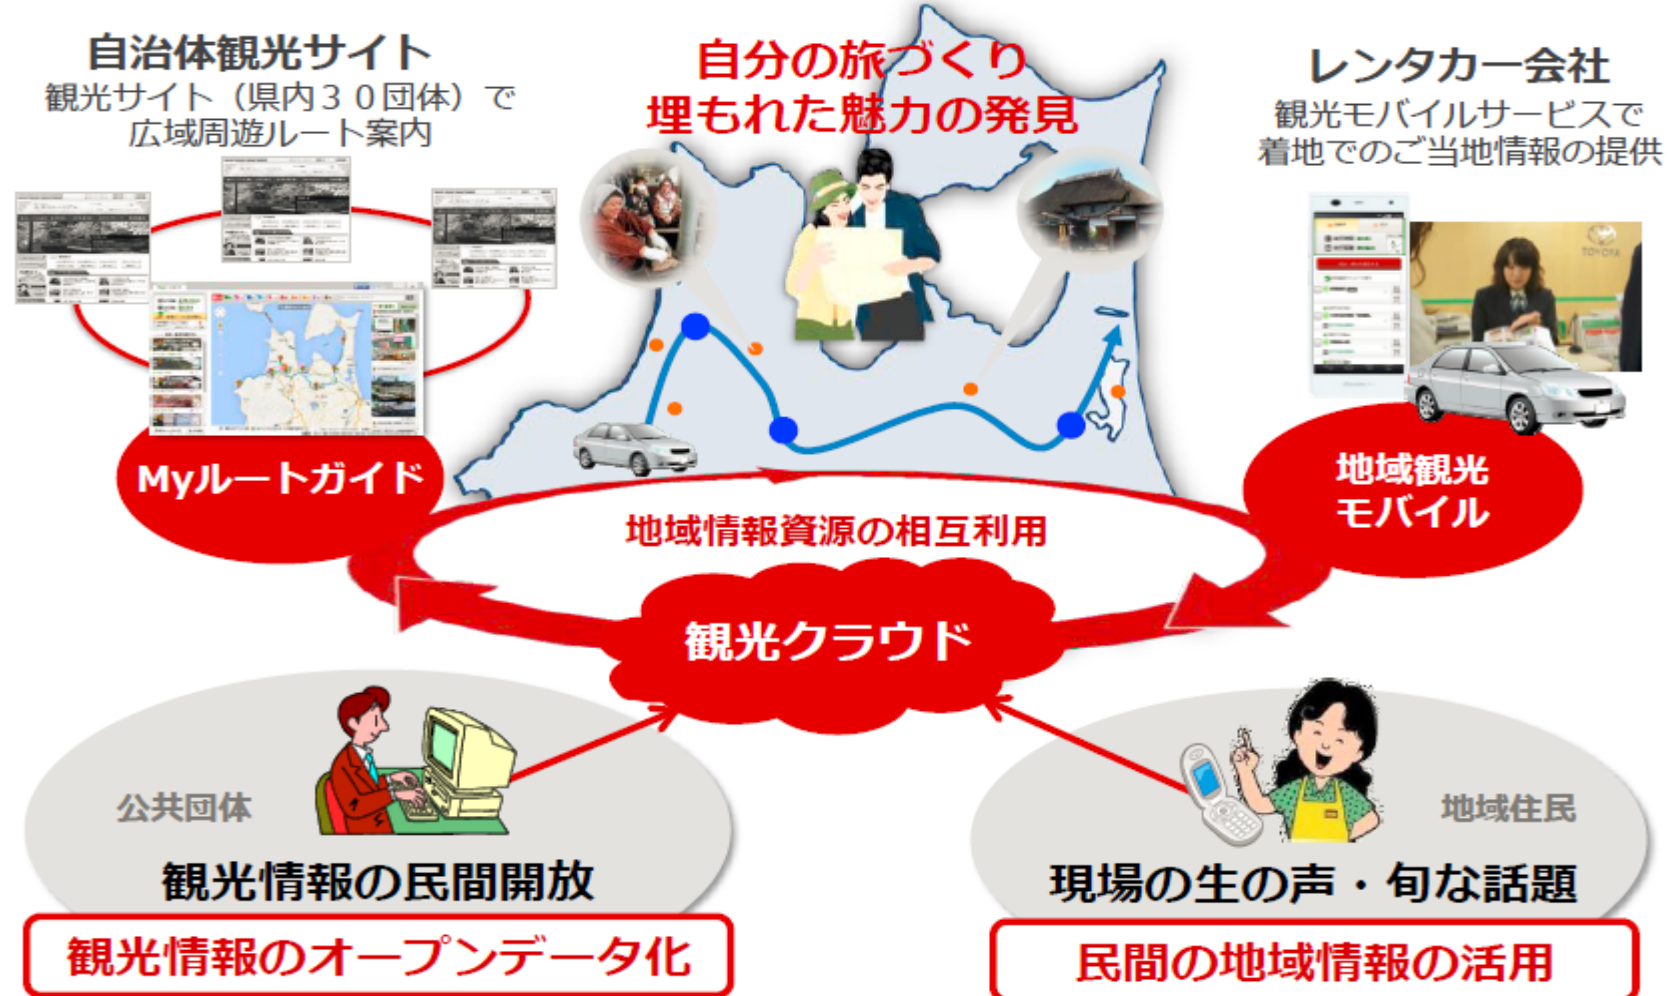 自治体観光サイト
観光サイト（県内３０団体）で
広域周遊ルート案内
自分の旅づくり
埋もれた魅力の発見
レンタカー会社
観光モバイルサービスで
着地でのご当地情報の提供
TOYOTA
Myルートガイド
地域観光
モバイル
地域情報資源の相互利用
観光クラウド
公共団体
観光情報の民間開放
観光情報のオープンデータ化
地域住民
現場の生の声・旬な話題
民間の地域情報の活用